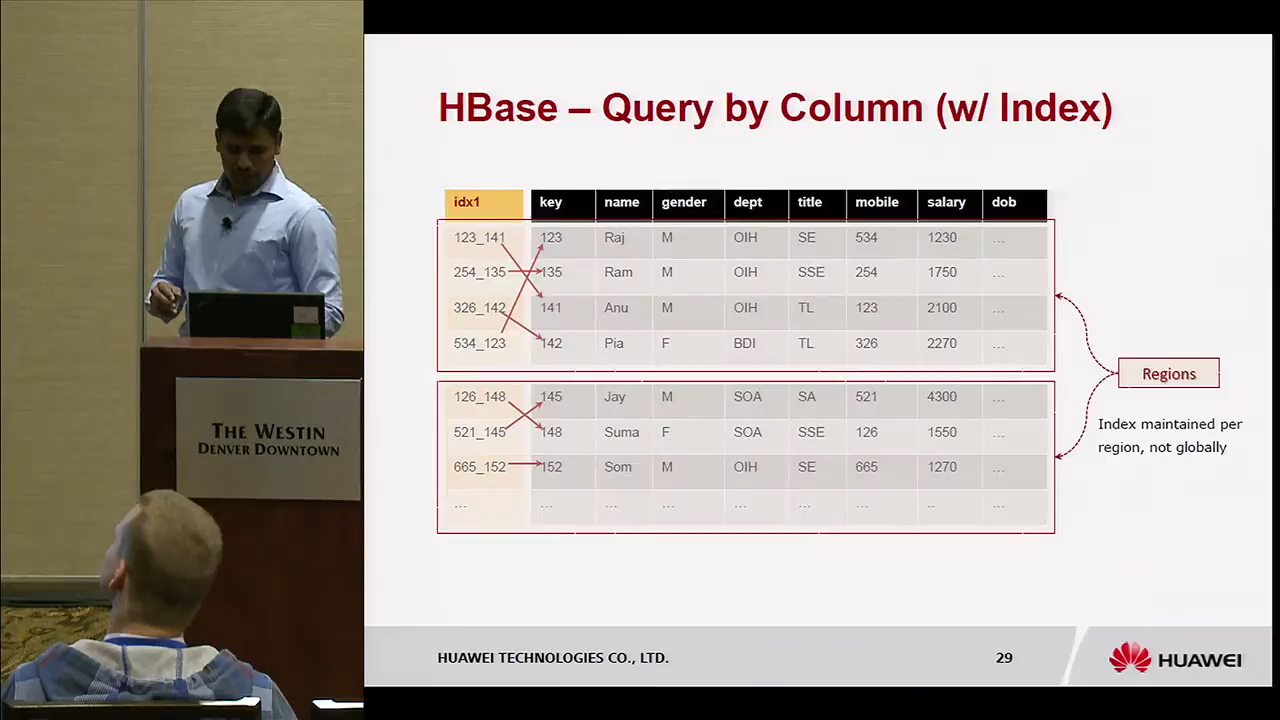 HBase – Query by Column (w/ Index)
idx1 key name gender dept title mobile salary dob
123_141 123 Raj M OIH SE 534 1230 ...
254_135 135 Ram M OIH SSE 254 1750 ...
326_142 141 Anu M OIH TL 123 2100 ...
534_123 142 Pia F BDI TL 326 2270 ...
126_148 145 Jay M SOA SA 521 4300 ...
521_145 148 Suma F SOA SSE 126 1550 ...
665_152 152 Som M OIH SE 665 1270 ...
... ... ... ... ... ... ... .. ...
Regions
Index maintained per
region, not globally
THE WESTIN
DENVER DOWNTOWN
HUAWEI TECHNOLOGIES CO., LTD.
29
HUAWEI